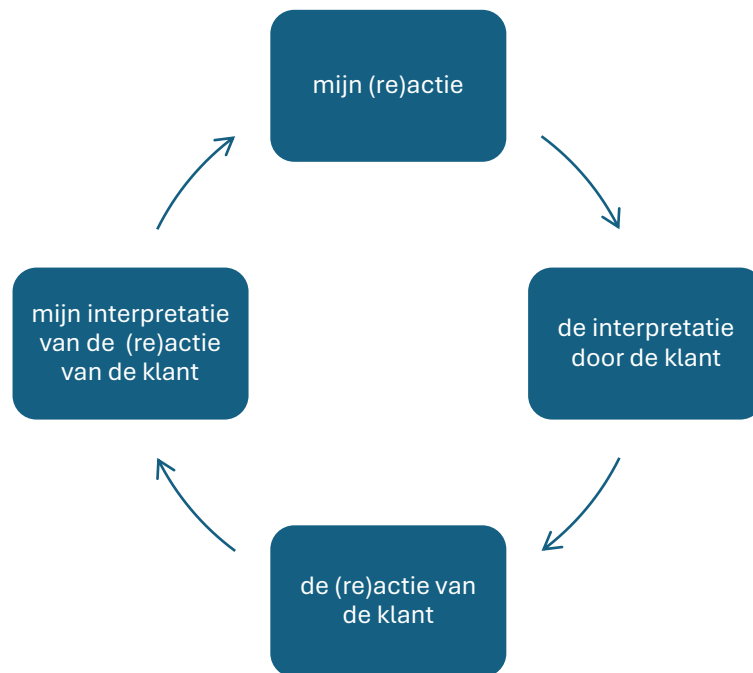 mijn (re)actie
de interpretatie
door de klant
de (re)actie van
de klant
mijn interpretatie
van de (re)actie
van de klant